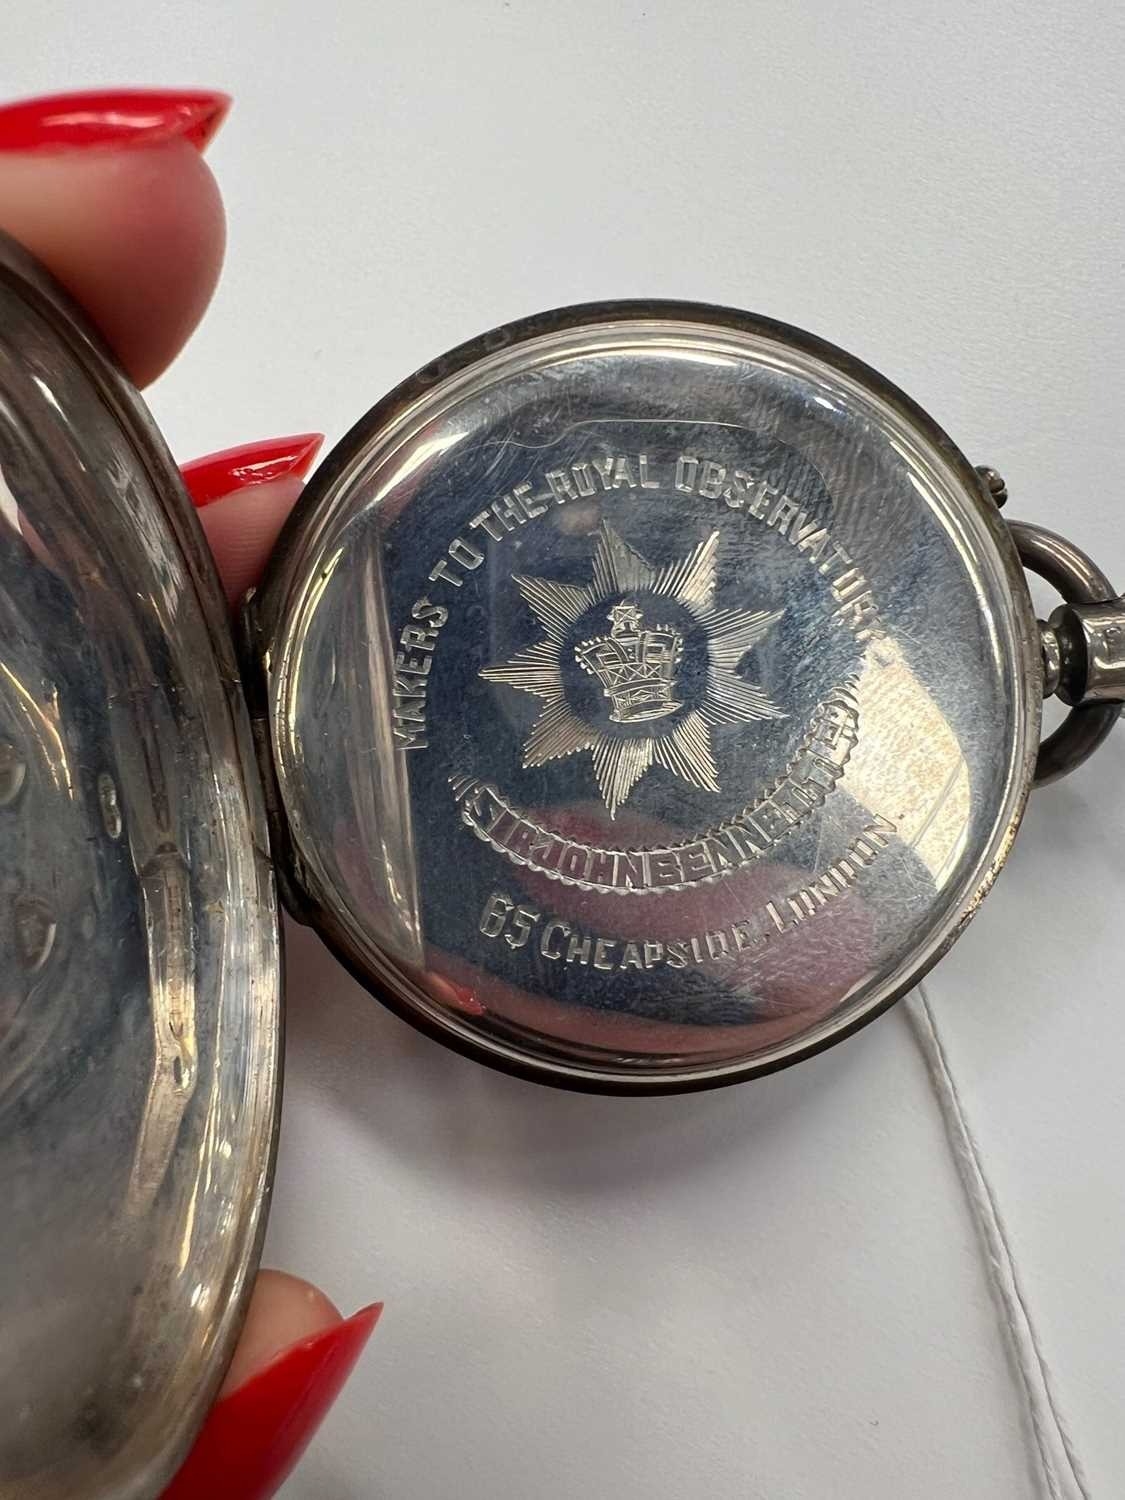 MAKERS TO THE ROYAL OBSERVATORY
SIR JOHN BENNETT LTD
65 CHEAPSIDE, LONDON